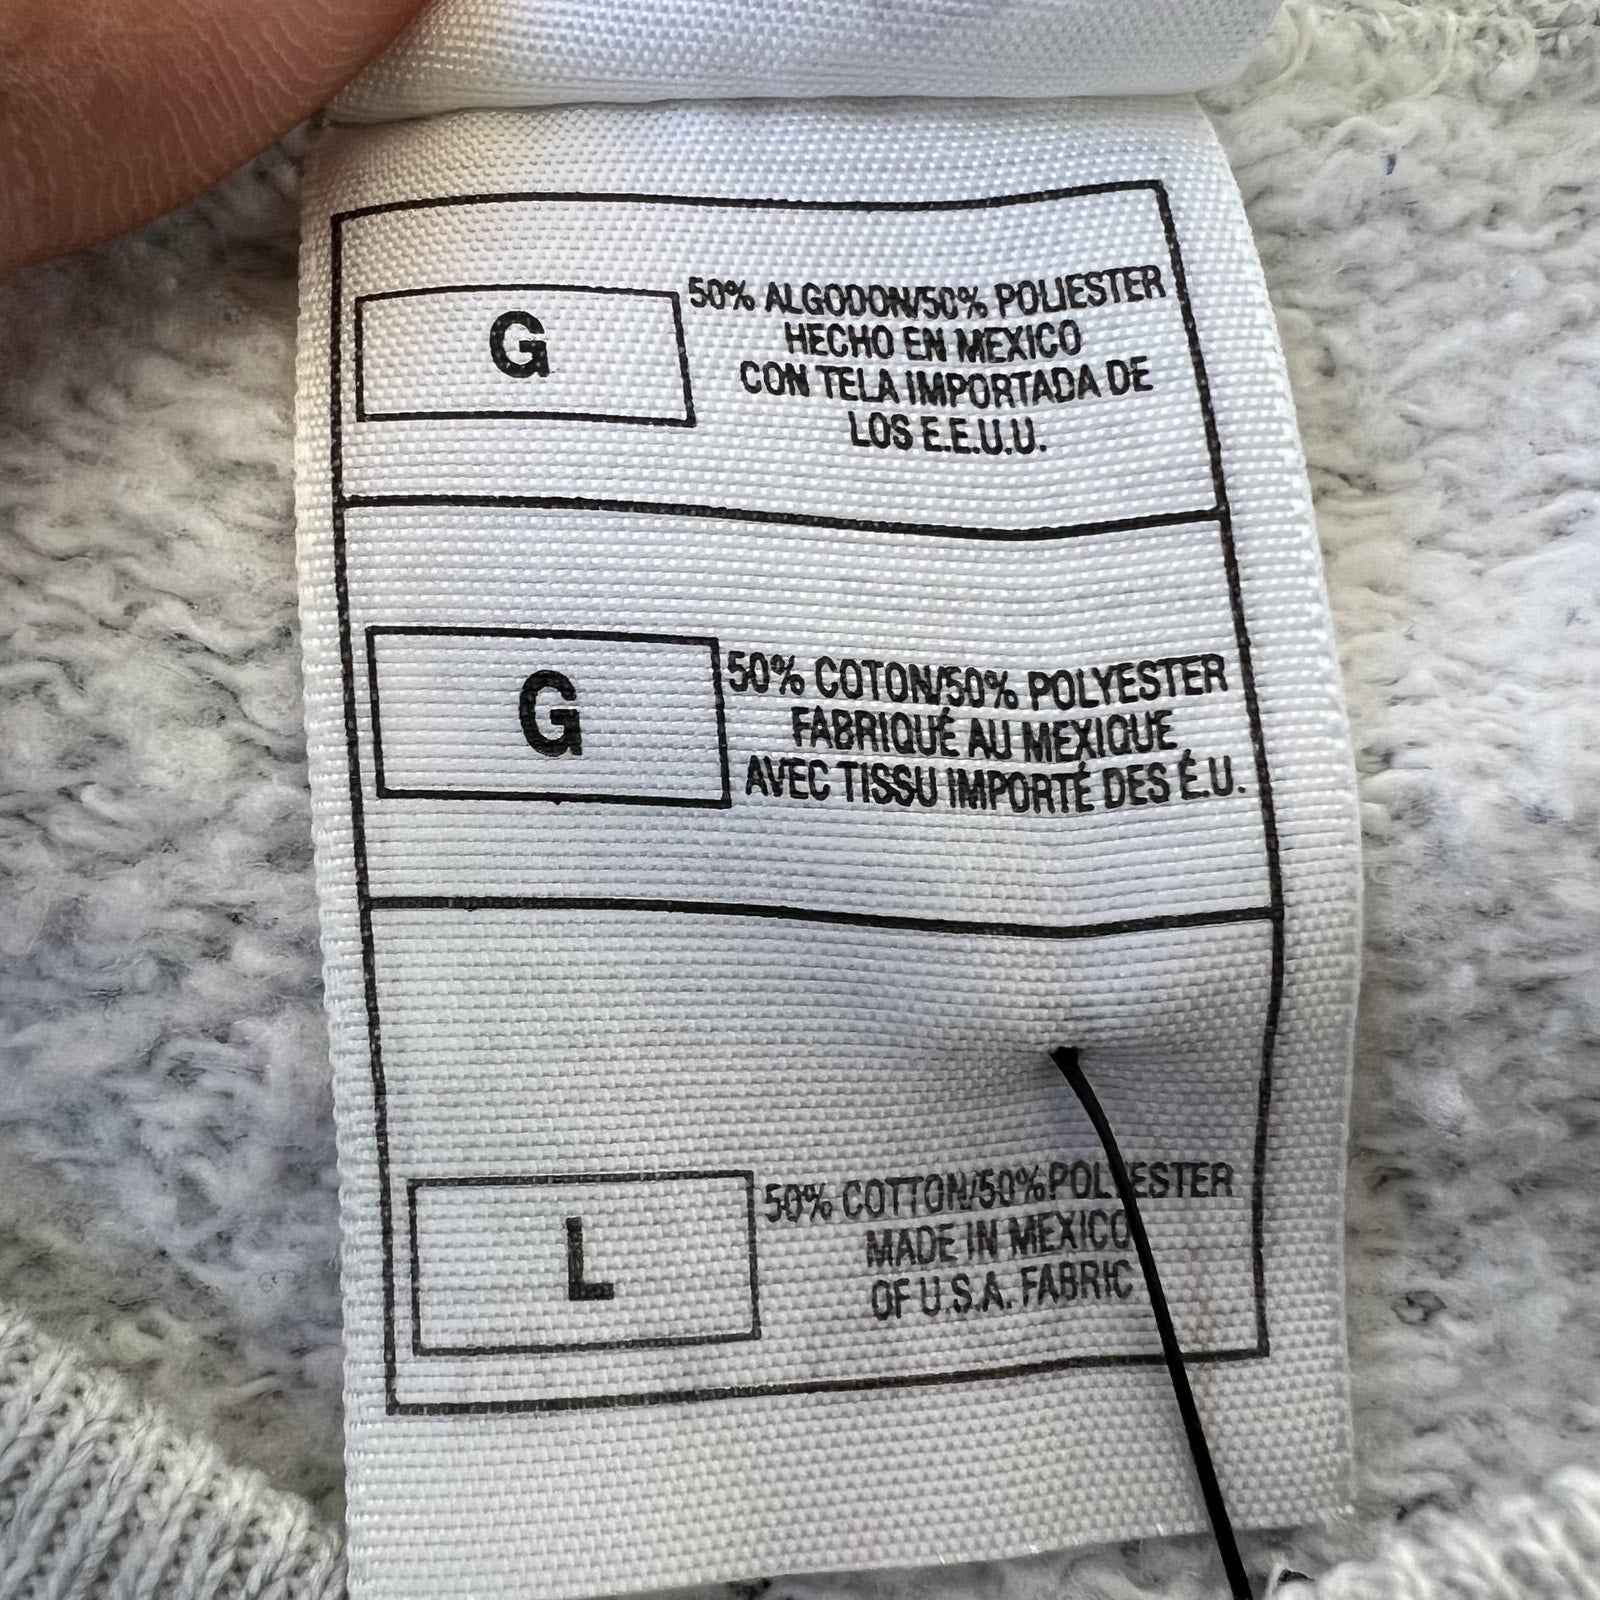 G
50% ALGODON/50% POLIESTER
HECHO EN MEXICO
CON TELA IMPORTADA DE
LOS E.E.U.U.
G
50% COTON/50% POLYESTER
FABRIQUÉ AU MEXIQUE
AVEC TISSU IMPORTÉ DES É.U.
L
50% COTTON/50% POLYESTER
MADE IN MEXICO
OF U.S.A. FABRIC